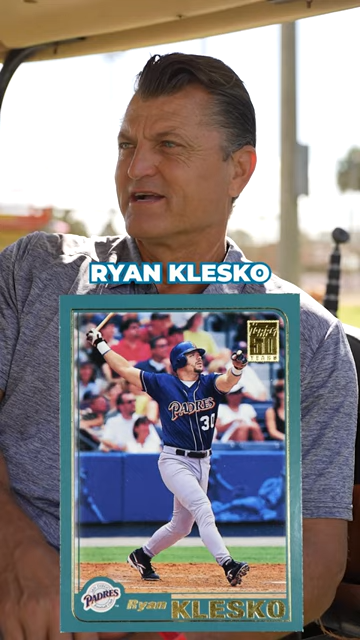 RYAN KLESKO
Topps
50
YEARS
PADRES
30
PADRES
Ryan KLESKO